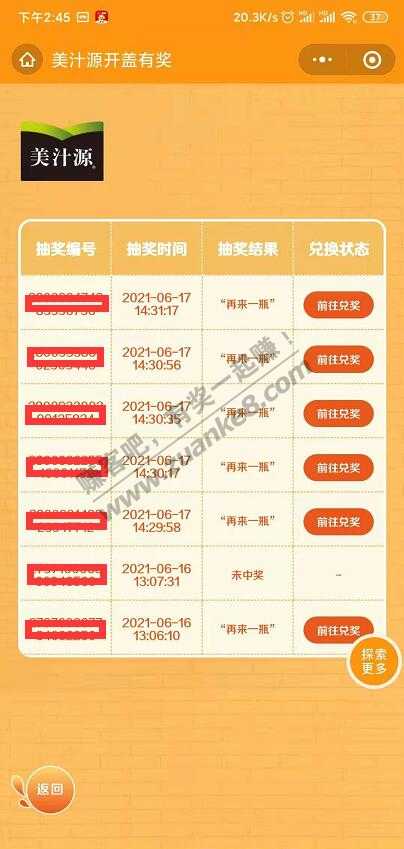 下午2:45
20.3K/s
HD
HD
37
美汁源开盖有奖
美汁源
抽奖编号 抽奖时间 抽奖结果 兑换状态
2021-06-17
14:31:17
“再来一瓶”
前往兑奖
2021-06-17
14:30:56
“再来一瓶”
前往兑奖
2021-06-17
14:30:35
“再来一瓶”
前往兑奖
2021-06-17
14:30:17
“再来一瓶”
前往兑奖
2021-06-17
14:29:58
“再来一瓶”
前往兑奖
2021-06-16
13:07:31
未中奖
--
2021-06-16
13:06:10
“再来一瓶”
前往兑奖
赚客吧,有奖一起赚!
www.zuanke8.com
探索
更多
返回